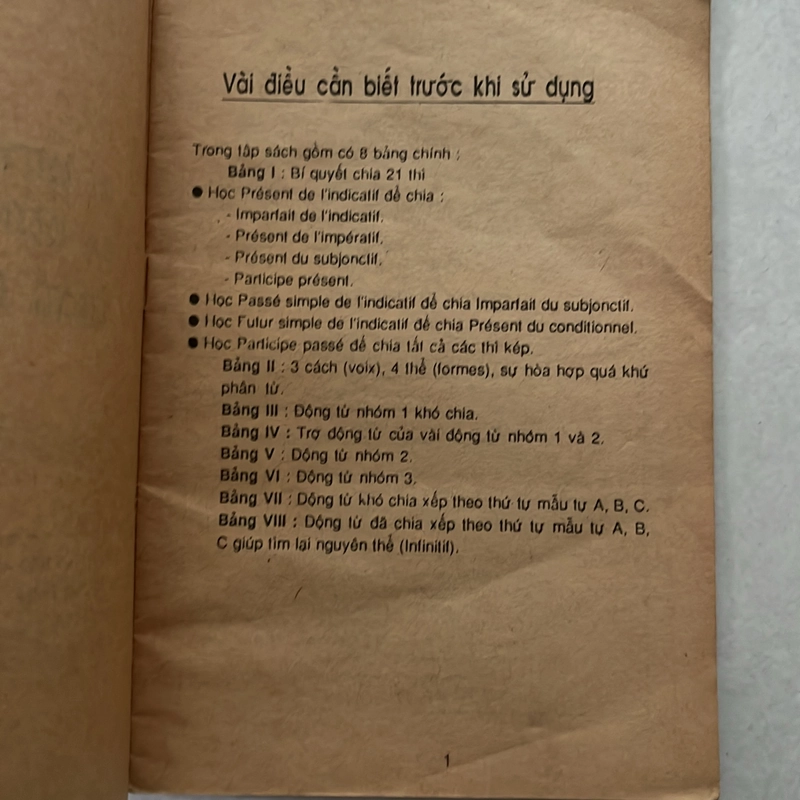 Vài điều cần biết trước khi sử dụng
Trong tập sách gồm có 8 bảng chính :
Bảng I : Bí quyết chia 21 thì
● Học Présent de l'indicatif để chia :
- Imparfait de l'indicatif.
- Présent de l'impératif.
- Présent du subjonctif.
- Participe présent.
● Học Passé simple de l'indicatif để chia Imparfait du subjonctif.
● Học Futur simple de l'indicatif để chia Présent du conditionnel.
● Học Participe passé để chia tất cả các thì kép.
Bảng II : 3 cách (voix), 4 thể (formes), sự hòa hợp quá khứ
phân từ.
Bảng III : Động từ nhóm 1 khó chia.
Bảng IV : Trợ động từ của vài động từ nhóm 1 và 2.
Bảng V : Động từ nhóm 2.
Bảng VI : Động từ nhóm 3.
Bảng VII : Động từ khó chia xếp theo thứ tự mẫu tự A, B, C.
Bảng VIII : Động từ đã chia xếp theo thứ tự mẫu tự A, B,
C giúp tìm lại nguyên thể (Infinitif).
1